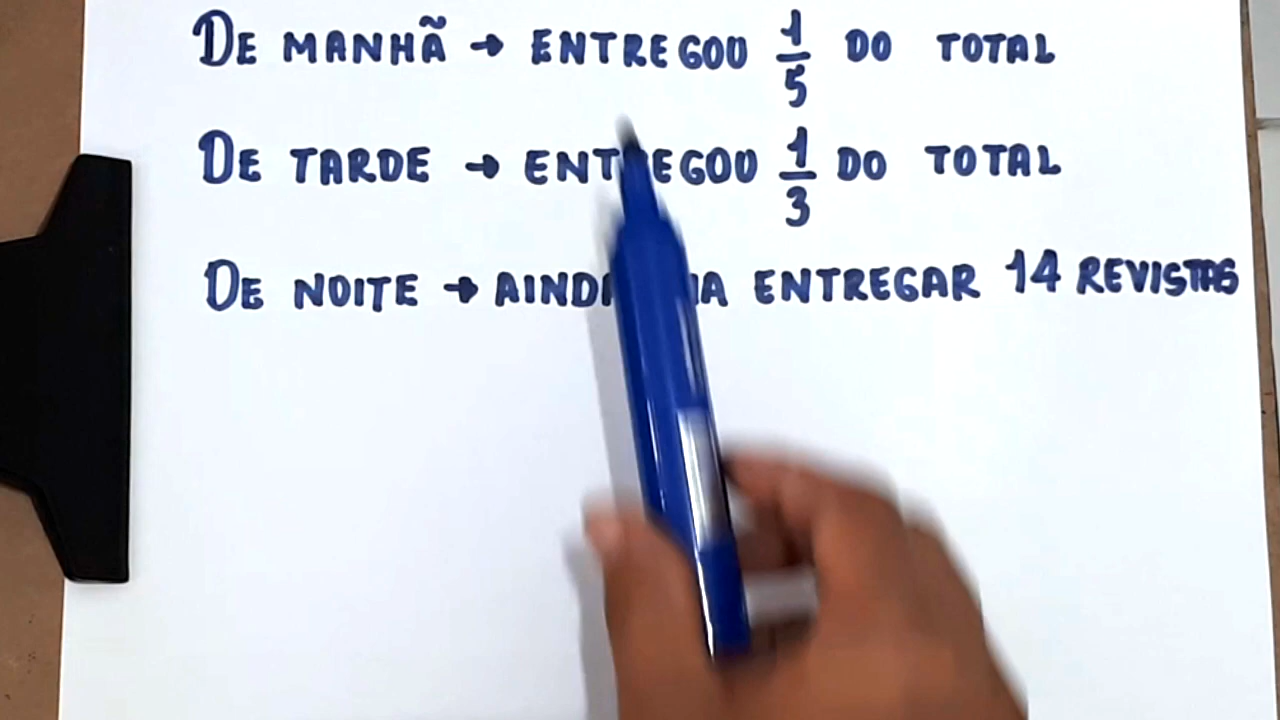 DE MANHÃ → ENTREGOU 1/5 DO TOTAL
DE TARDE → ENTREGOU 1/3 DO TOTAL
DE NOITE → ENTREGAR 14 REVISTAS